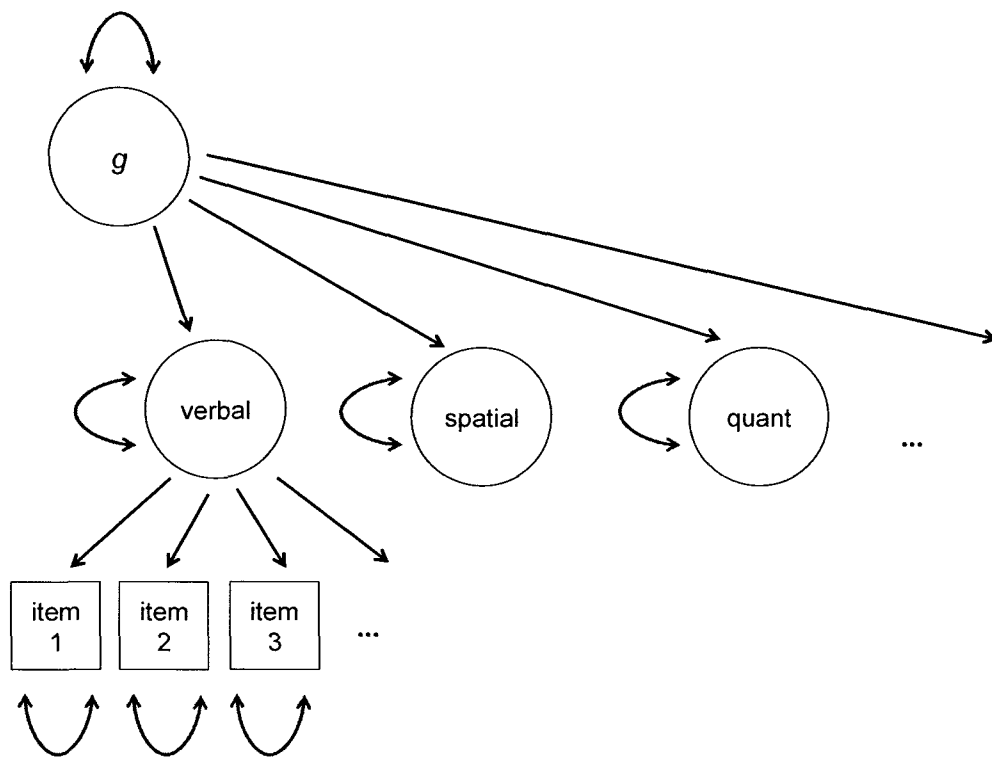 g
verbal
spatial
quant
...
item
1
item
2
item
3
...